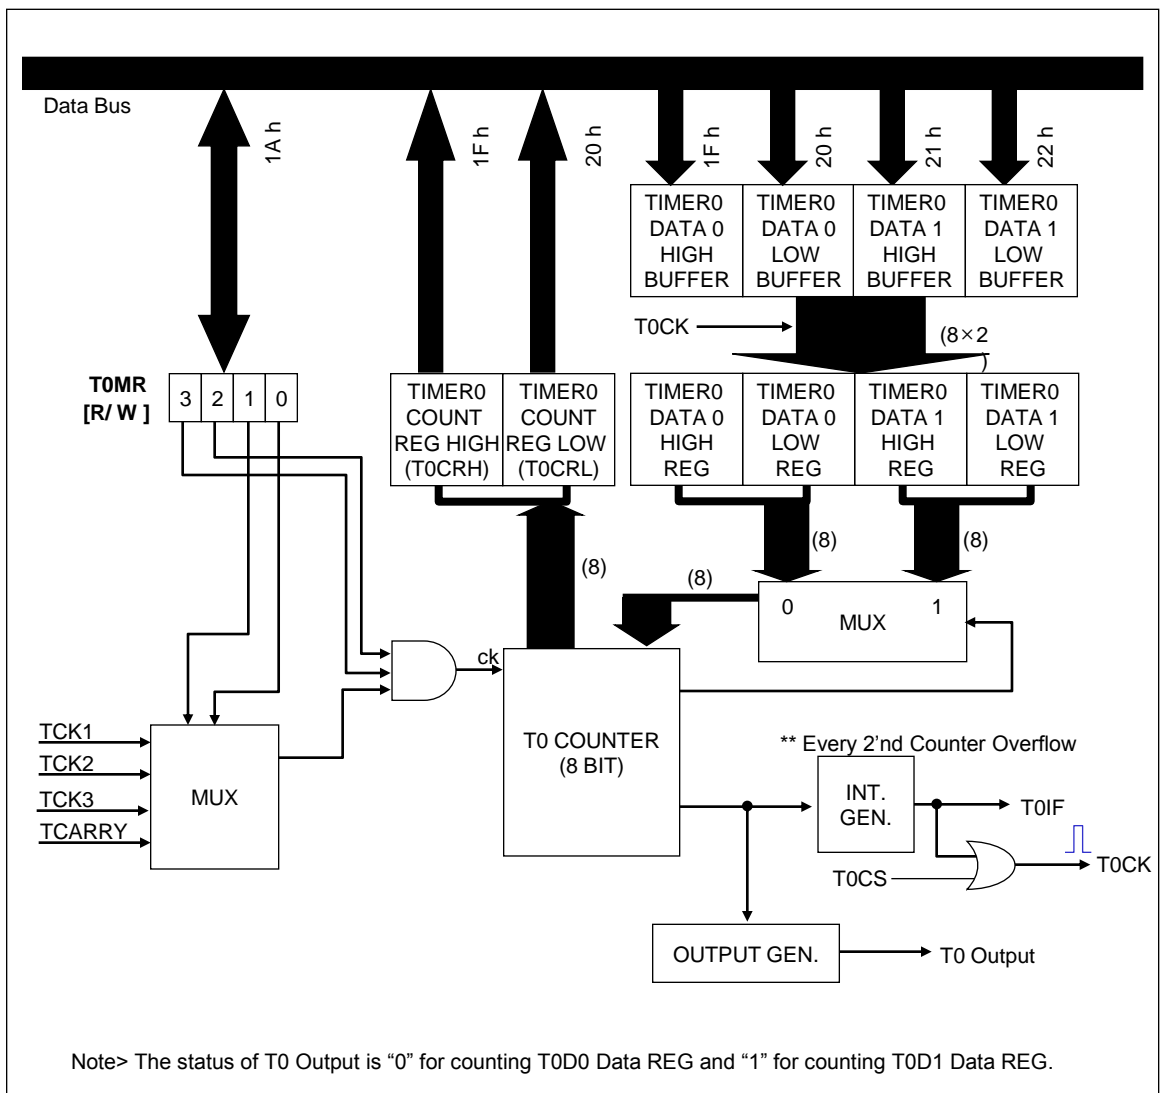 Data Bus
1A h
1F h
20 h
1F h
20 h
21 h
22 h
TIMER0
DATA 0
HIGH
BUFFER
TIMER0
DATA 0
LOW
BUFFER
TIMER0
DATA 1
HIGH
BUFFER
TIMER0
DATA 1
LOW
BUFFER
T0CK
(8×2
)
T0MR
[R/ W ]
3 2 1 0
TIMER0
COUNT
REG HIGH
(T0CRH)
TIMER0
COUNT
REG LOW
(T0CRL)
TIMER0
DATA 0
HIGH
REG
TIMER0
DATA 0
LOW
REG
TIMER0
DATA 1
HIGH
REG
TIMER0
DATA 1
LOW
REG
(8)
(8)
(8)
(8)
0 1
MUX
ck
T0 COUNTER
(8 BIT)
TCK1
TCK2
TCK3
TCARRY
MUX
** Every 2'nd Counter Overflow
INT.
GEN.
T0IF
T0CS
T0CK
OUTPUT GEN.
T0 Output
Note> The status of T0 Output is “0” for counting T0D0 Data REG and “1” for counting T0D1 Data REG.